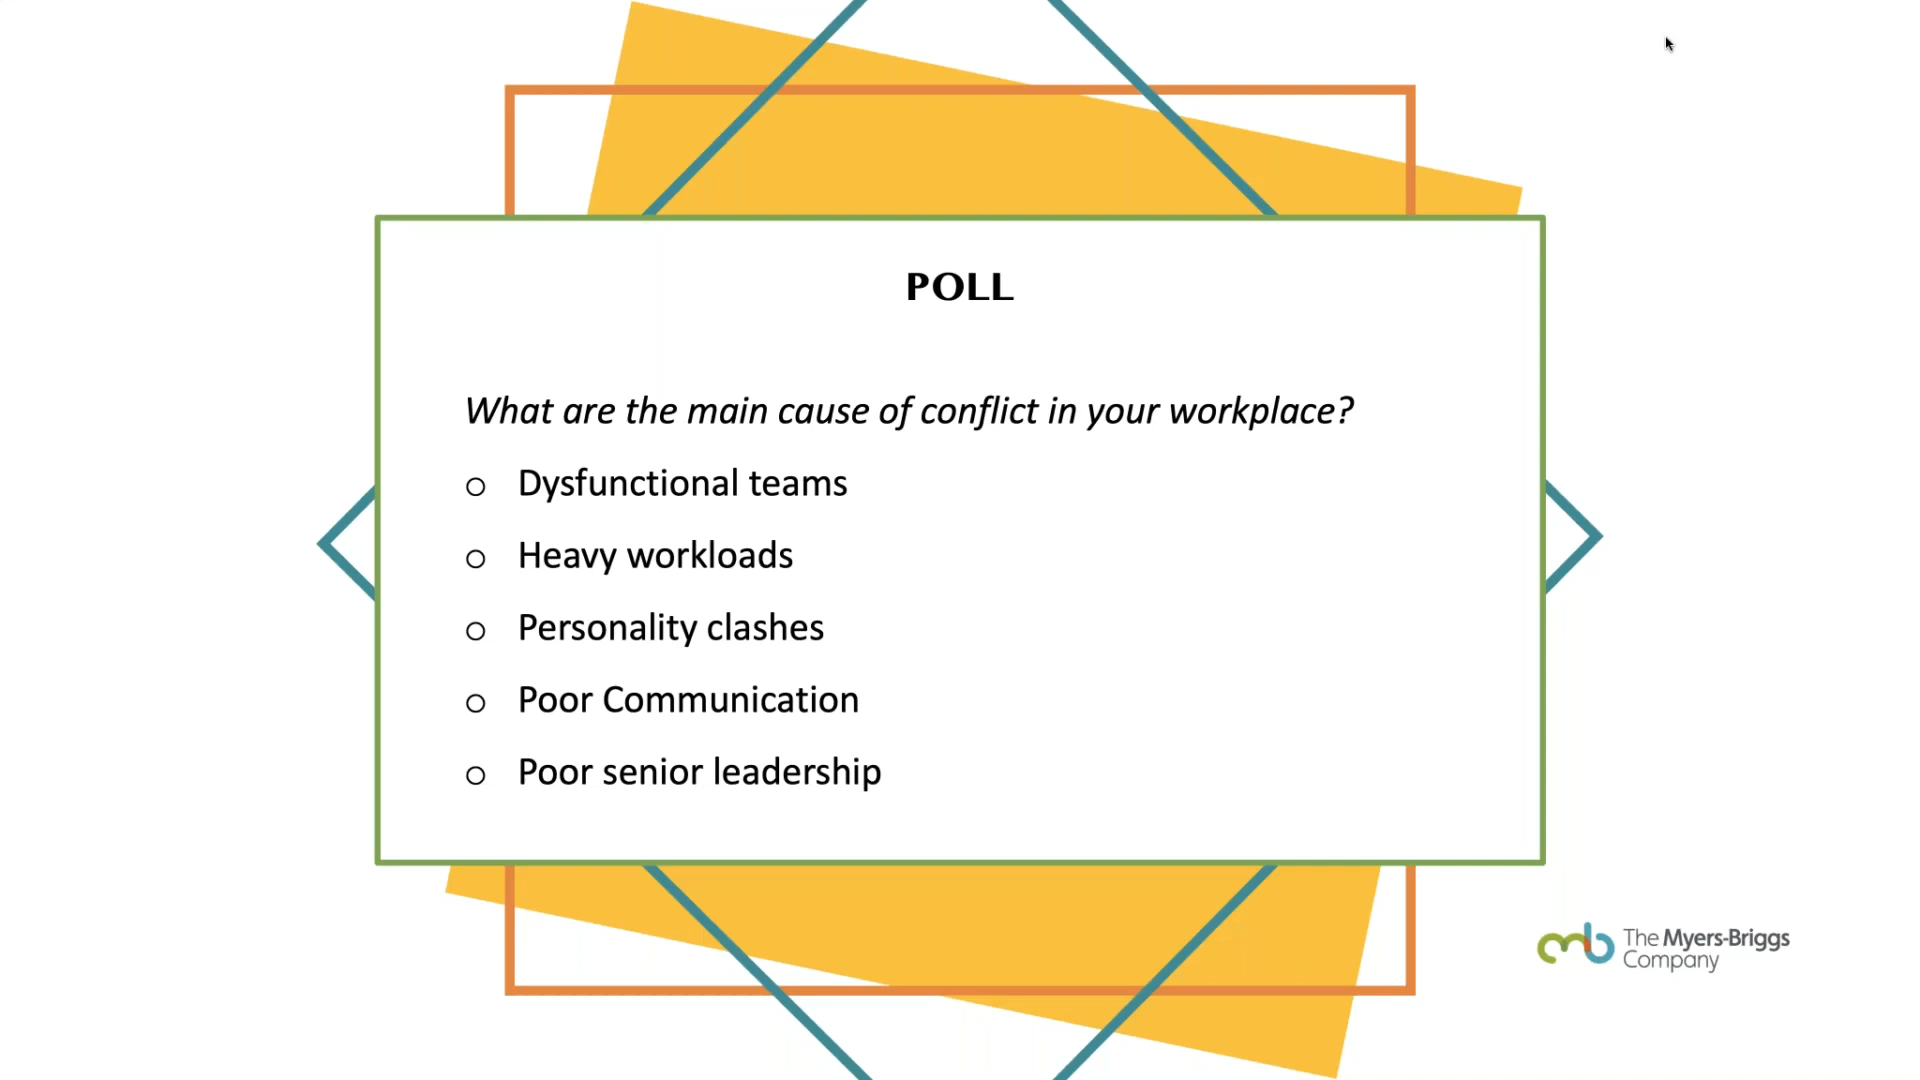 POLL
What are the main cause of conflict in your workplace?
Dysfunctional teams
Heavy workloads
Personality clashes
Poor Communication
Poor senior leadership
mb The Myers-Briggs
Company